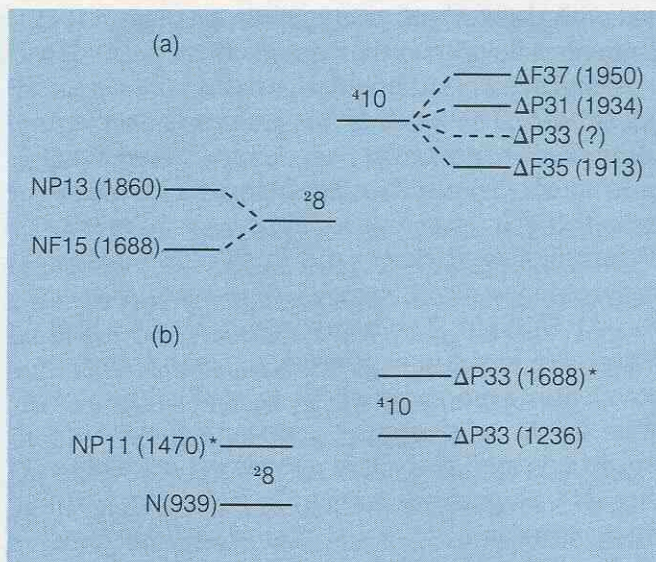 (a)
⁴10
ΔF37 (1950)
ΔP31 (1934)
ΔP33 (?)
ΔF35 (1913)
NP13 (1860)
²8
NF15 (1688)
(b)
ΔP33 (1688)*
⁴10
ΔP33 (1236)
NP11 (1470)*
²8
N(939)